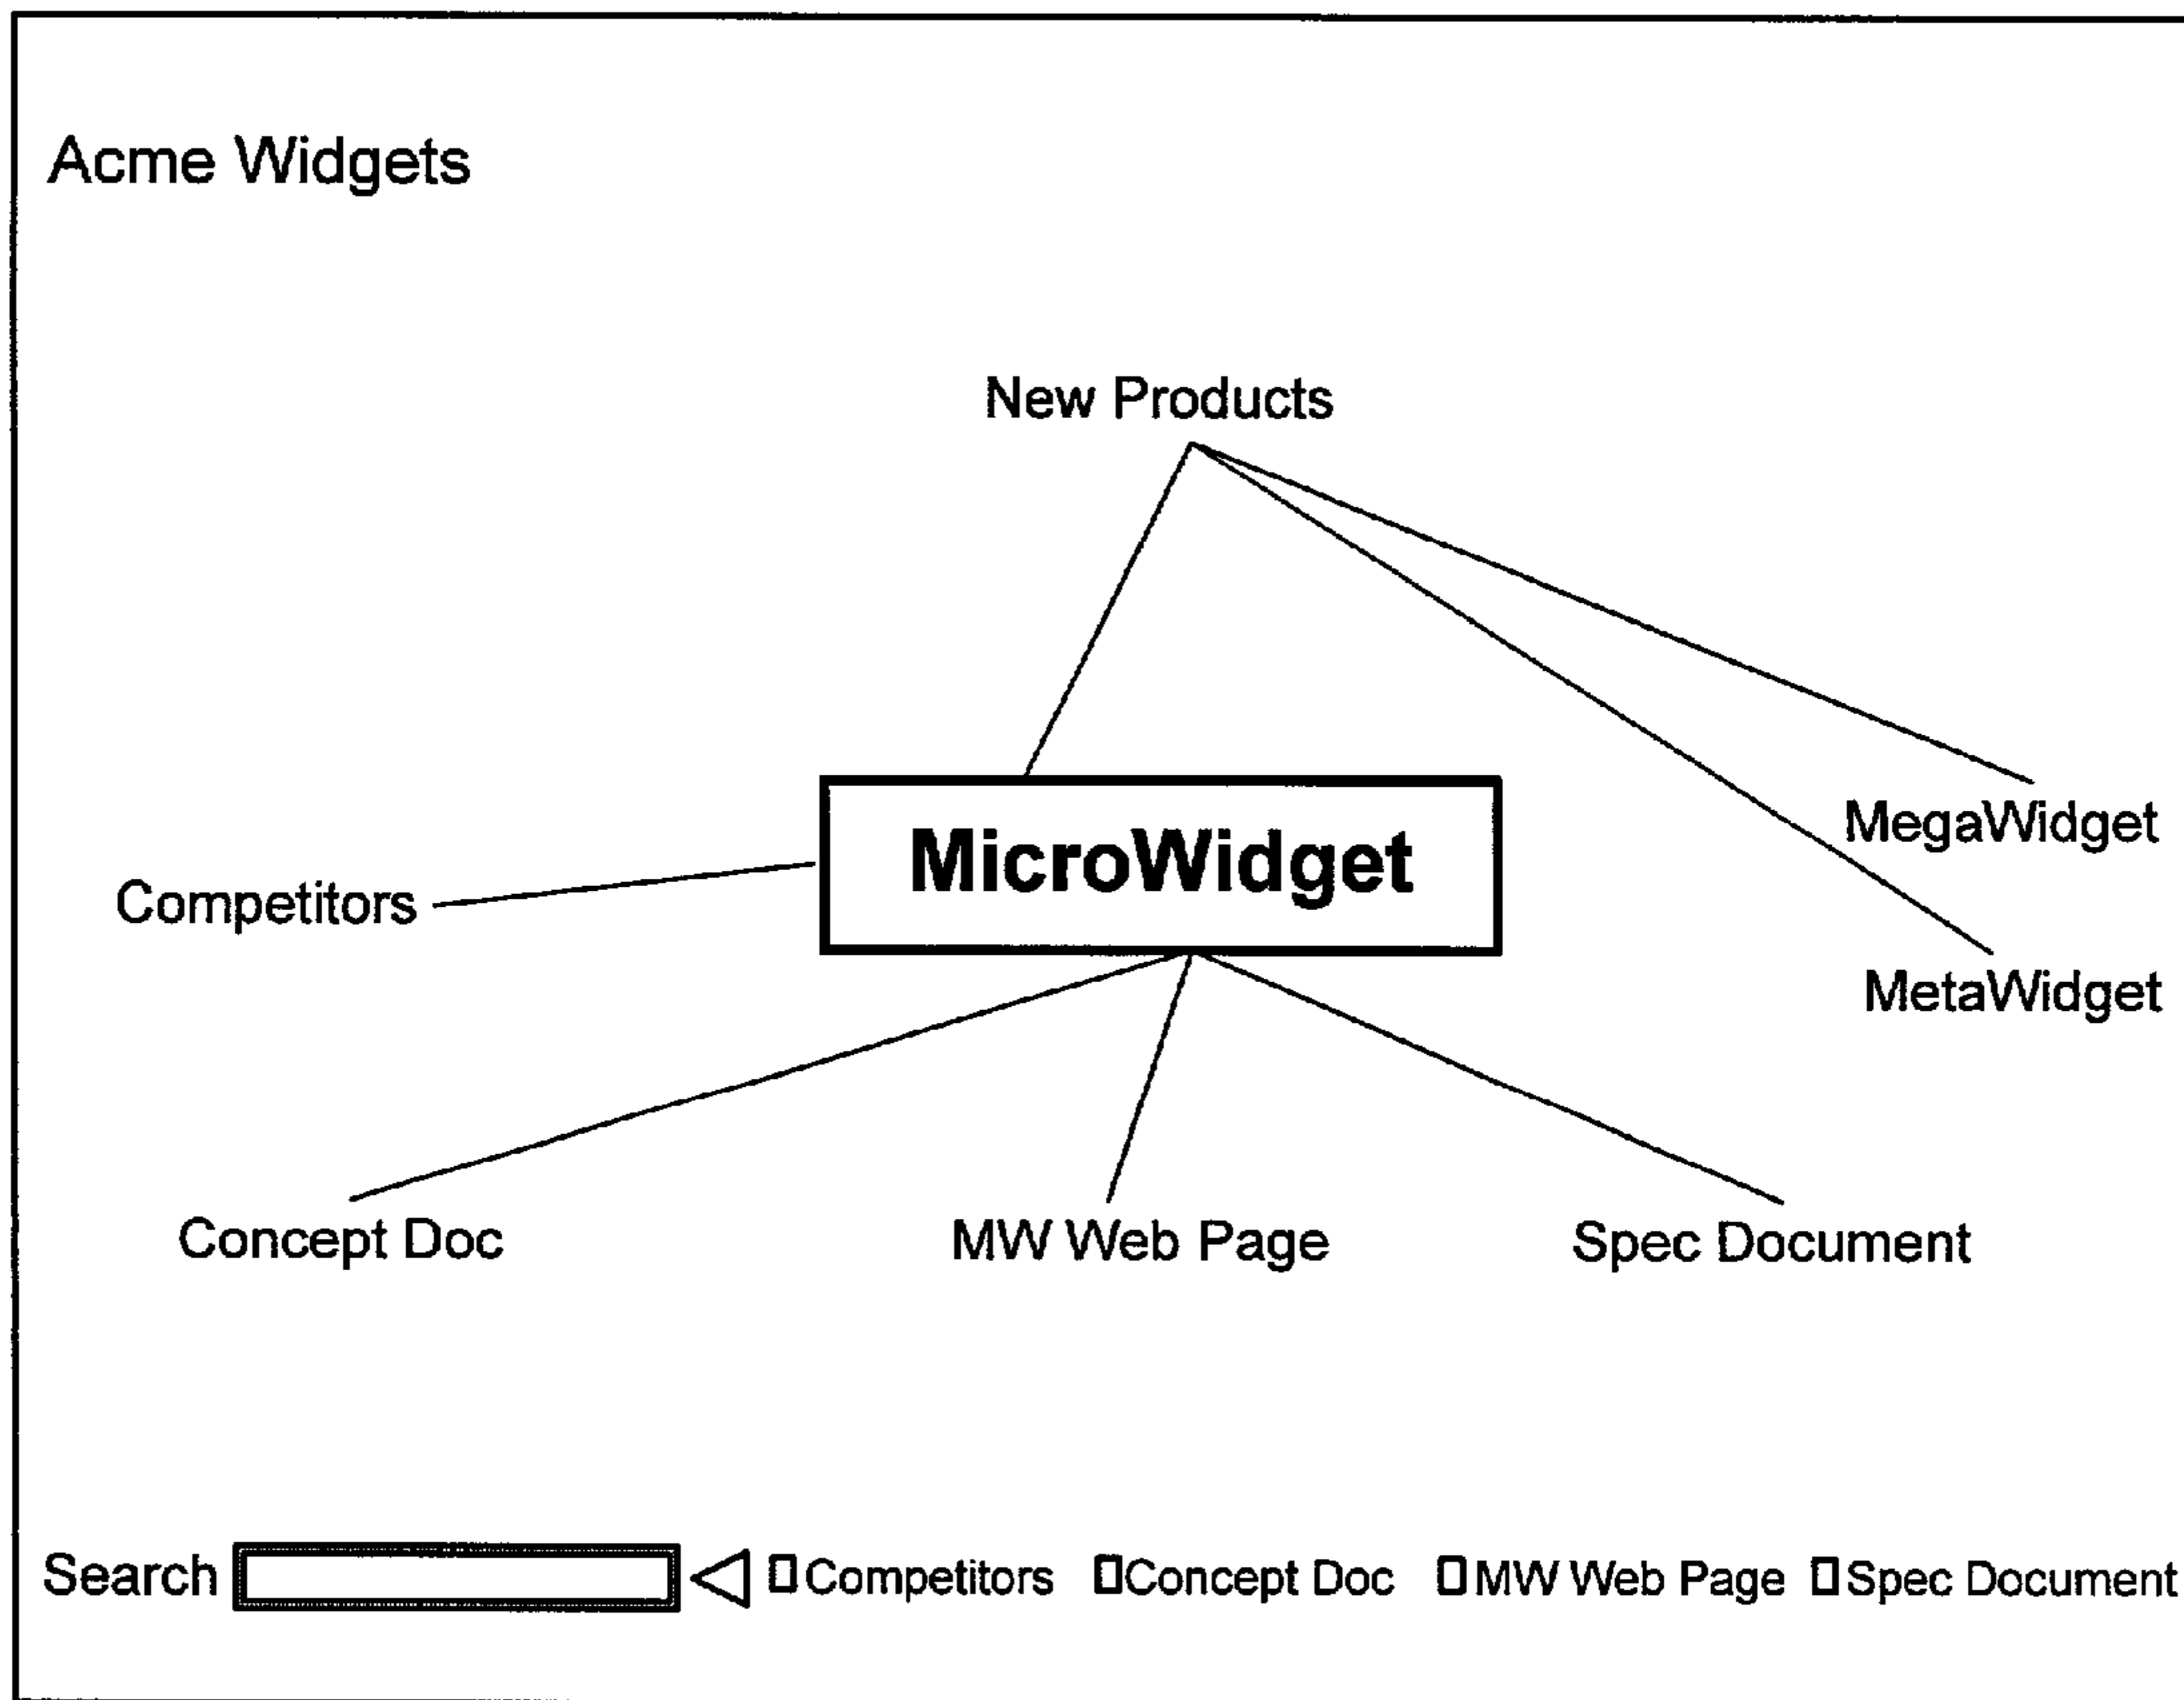 Acme Widgets
New Products
MegaWidget
MicroWidget
Competitors
MetaWidget
Concept Doc
MW Web Page
Spec Document
Search
Competitors
Concept Doc
MW Web Page
Spec Document